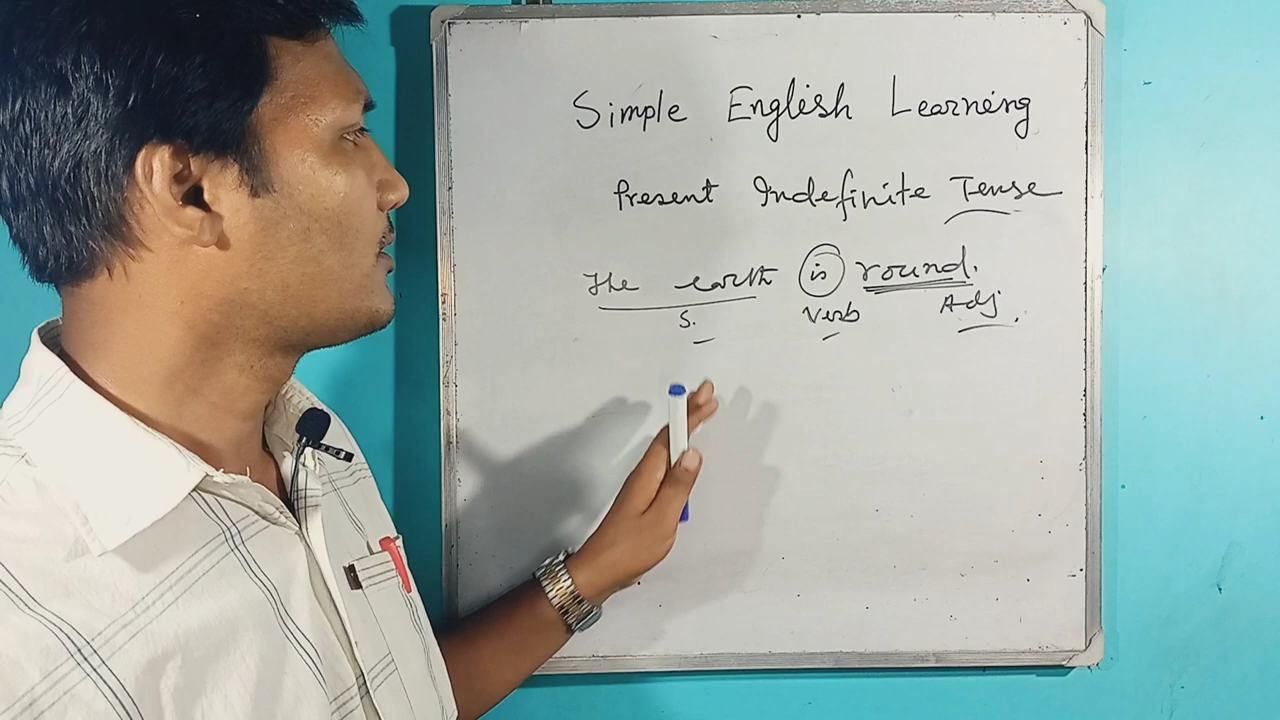 Simple English Learning
Present Indefinite Tense
The earth is round.
S. Verb Adj.